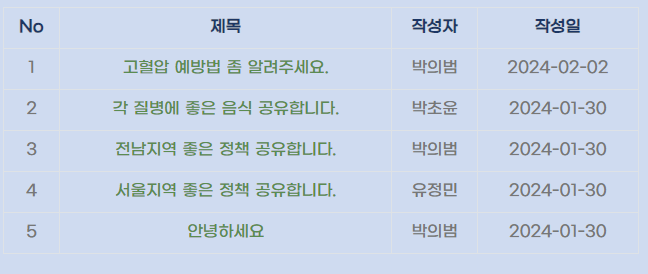 No 제목 작성자 작성일
1 고혈압 예방법 좀 알려주세요. 박의범 2024-02-02
2 각 질병에 좋은 음식 공유합니다. 박초윤 2024-01-30
3 전남지역 좋은 정책 공유합니다. 박의범 2024-01-30
4 서울지역 좋은 정책 공유합니다. 유정민 2024-01-30
5 안녕하세요 박의범 2024-01-30